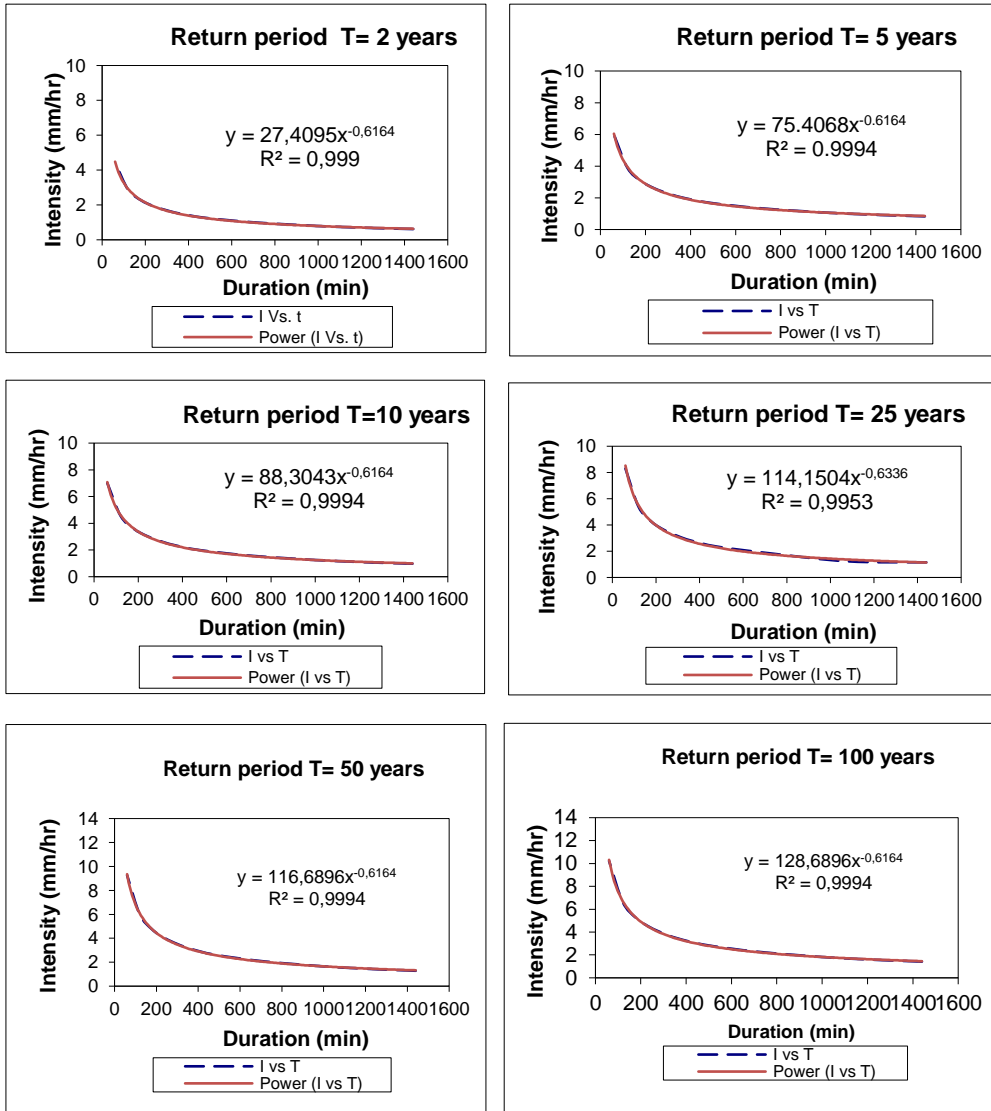 Return period T= 2 years
Intensity (mm/hr)
10
8
6
4
2
0
y = 27,4095x-0,6164
R² = 0,999
0 200 400 600 800 1000 1200 1400 1600
Duration (min)
I Vs. t
Power (I Vs. t)
Return period T= 5 years
Intensity (mm/hr)
10
8
6
4
2
0
y = 75.4068x-0.6164
R² = 0.9994
0 200 400 600 800 1000 1200 1400 1600
Duration (min)
I vs T
Power (I vs T)
Return period T=10 years
Intensity (mm/hr)
10
8
6
4
2
0
y = 88,3043x-0,6164
R² = 0,9994
0 200 400 600 800 1000 1200 1400 1600
Duration (min)
I vs T
Power (I vs T)
Return period T= 25 years
Intensity (mm/hr)
10
8
6
4
2
0
y = 114,1504x-0,6336
R² = 0,9953
0 200 400 600 800 1000 1200 1400 1600
Duration (min)
I vs T
Power (I vs T)
Return period T= 50 years
Intensity (mm/hr)
14
12
10
8
6
4
2
0
y = 116,6896x-0,6164
R² = 0,9994
0 200 400 600 800 1000 1200 1400 1600
Duration (min)
I vs T
Power (I vs T)
Return period T= 100 years
Intensity (mm/hr)
14
12
10
8
6
4
2
0
y = 128,6896x-0,6164
R² = 0,9994
0 200 400 600 800 1000 1200 1400 1600
Duration (min)
I vs T
Power (I vs T)